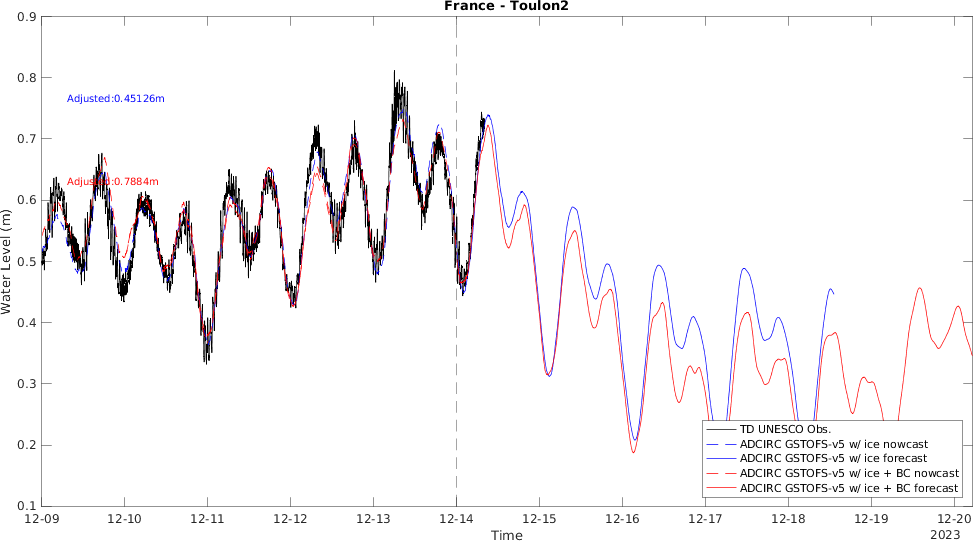 France - Toulon2
0.9
0.8
0.7
0.6
0.5
0.4
0.3
0.2
0.1
Water Level (m)
Adjusted:0.45126m
Adjusted:0.7884m
TD UNESCO Obs.
ADCIRC GSTOFS-v5 w/ ice nowcast
ADCIRC GSTOFS-v5 w/ ice forecast
ADCIRC GSTOFS-v5 w/ ice + BC nowcast
ADCIRC GSTOFS-v5 w/ ice + BC forecast
12-09 12-10 12-11 12-12 12-13 12-14 12-15 12-16 12-17 12-18 12-19 12-20
Time
2023